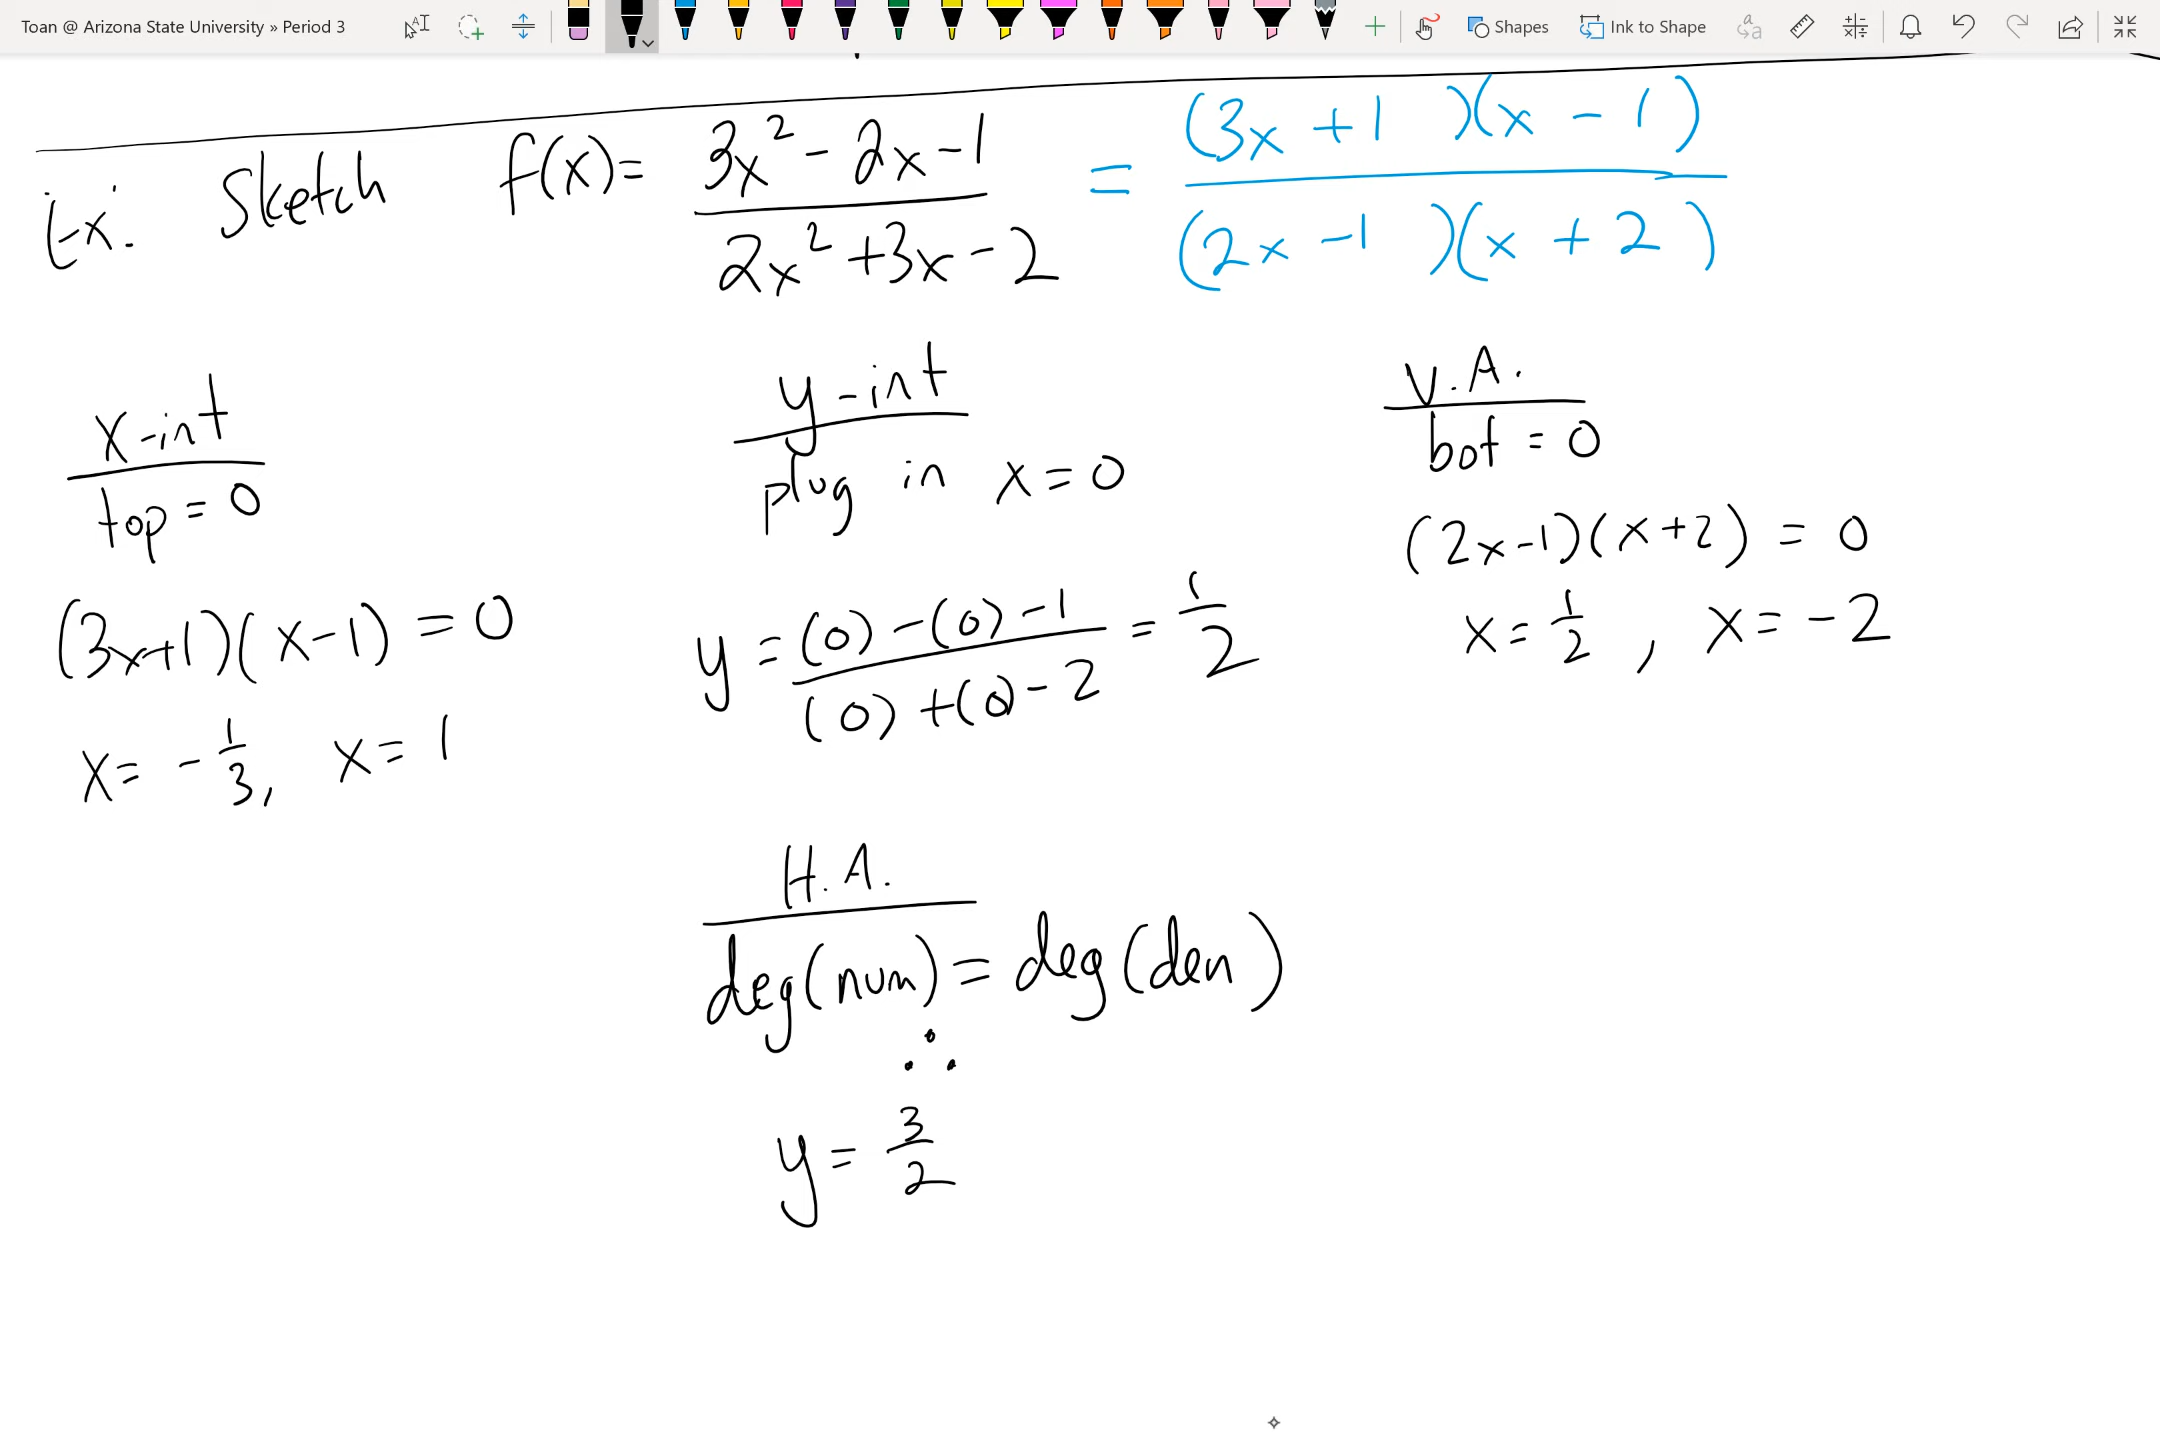 Toan @ Arizona State University » Period 3
Shapes
Ink to Shape
Ex: Sketch f(x) = (3x² - 2x - 1)/(2x² + 3x - 2) = ((3x + 1)(x - 1))/((2x - 1)(x + 2))
x-int
top = 0
(3x+1)(x-1) = 0
x = -1/3, x = 1
y-int
plug in x = 0
y = ((0) - (0) - 1)/((0) + (0) - 2) = 1/2
V.A.
bot = 0
(2x-1)(x+2) = 0
x = 1/2, x = -2
H.A.
deg(num) = deg(den)
∴
y = 3/2